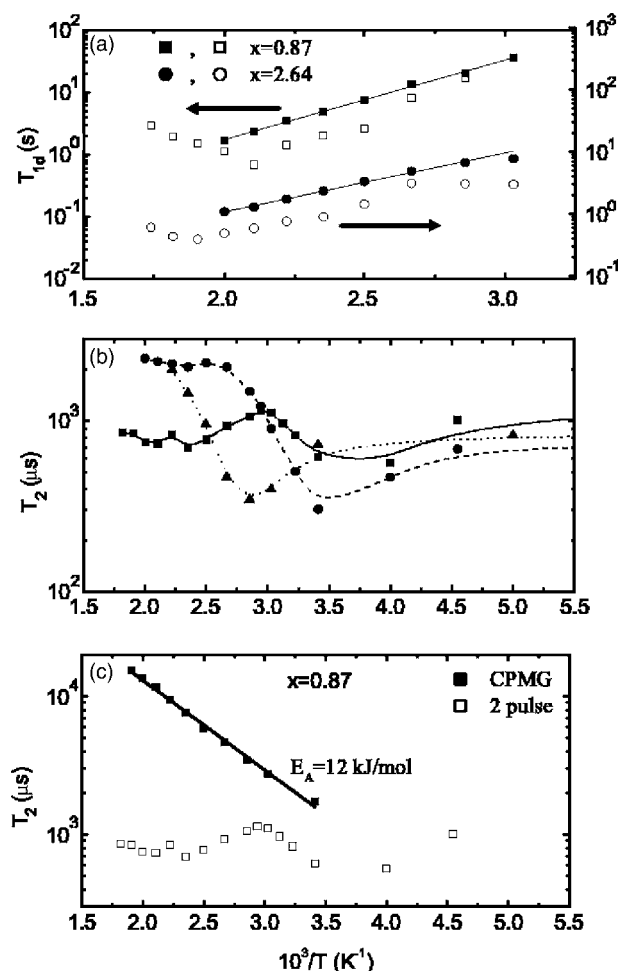 (a)
■ , □ x=0.87
● , ○ x=2.64
10² 10¹ 10⁰ 10⁻¹ 10⁻²
T₁d (s)
10³ 10² 10¹ 10⁰ 10⁻¹
1.5 2.0 2.5 3.0
(b)
10³ 10²
T₂ (μs)
1.5 2.0 2.5 3.0 3.5 4.0 4.5 5.0 5.5
(c)
x=0.87
■ CPMG
□ 2 pulse
E_A=12 kJ/mol
10⁴ 10³
T₂ (μs)
1.5 2.0 2.5 3.0 3.5 4.0 4.5 5.0 5.5
10³/T (K⁻¹)